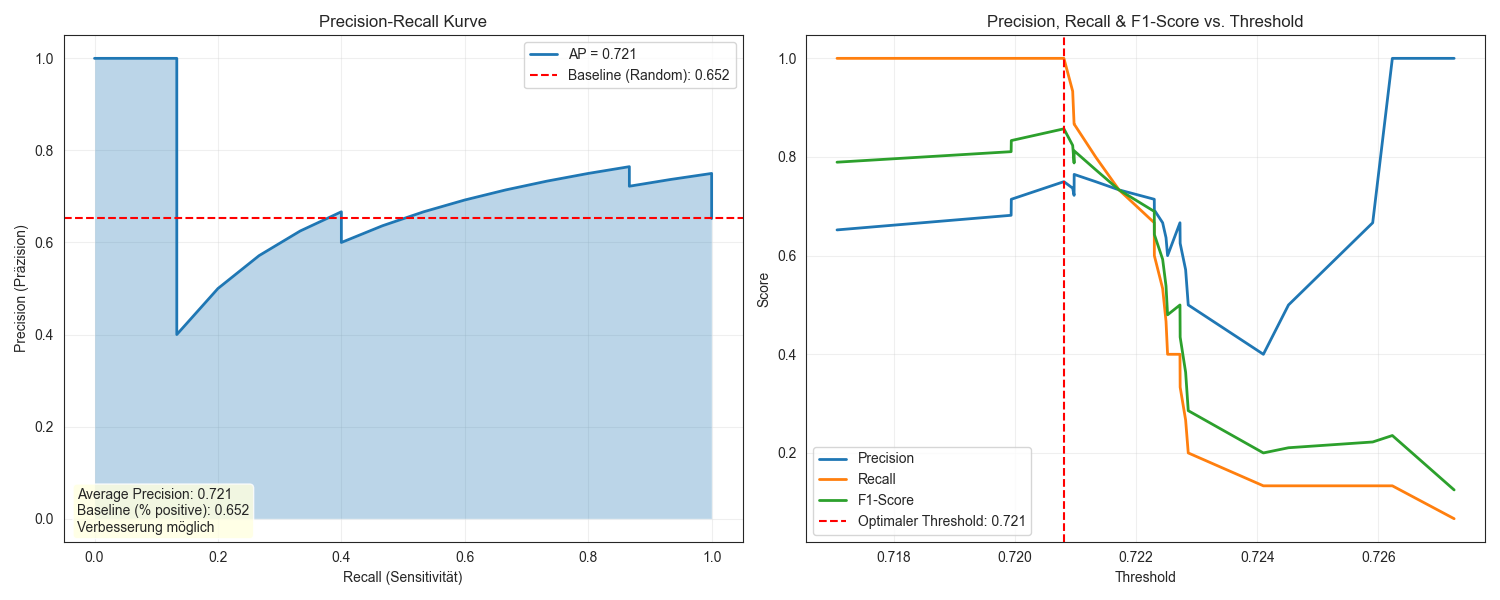 Precision-Recall Kurve
1.0
0.8
0.6
0.4
0.2
0.0
Precision (Präzision)
AP = 0.721
Baseline (Random): 0.652
Average Precision: 0.721
Baseline (% positive): 0.652
Verbesserung möglich
0.0 0.2 0.4 0.6 0.8 1.0
Recall (Sensitivität)
Precision, Recall & F1-Score vs. Threshold
1.0
0.8
0.6
0.4
0.2
Score
Precision
Recall
F1-Score
Optimaler Threshold: 0.721
0.718 0.720 0.722 0.724 0.726
Threshold